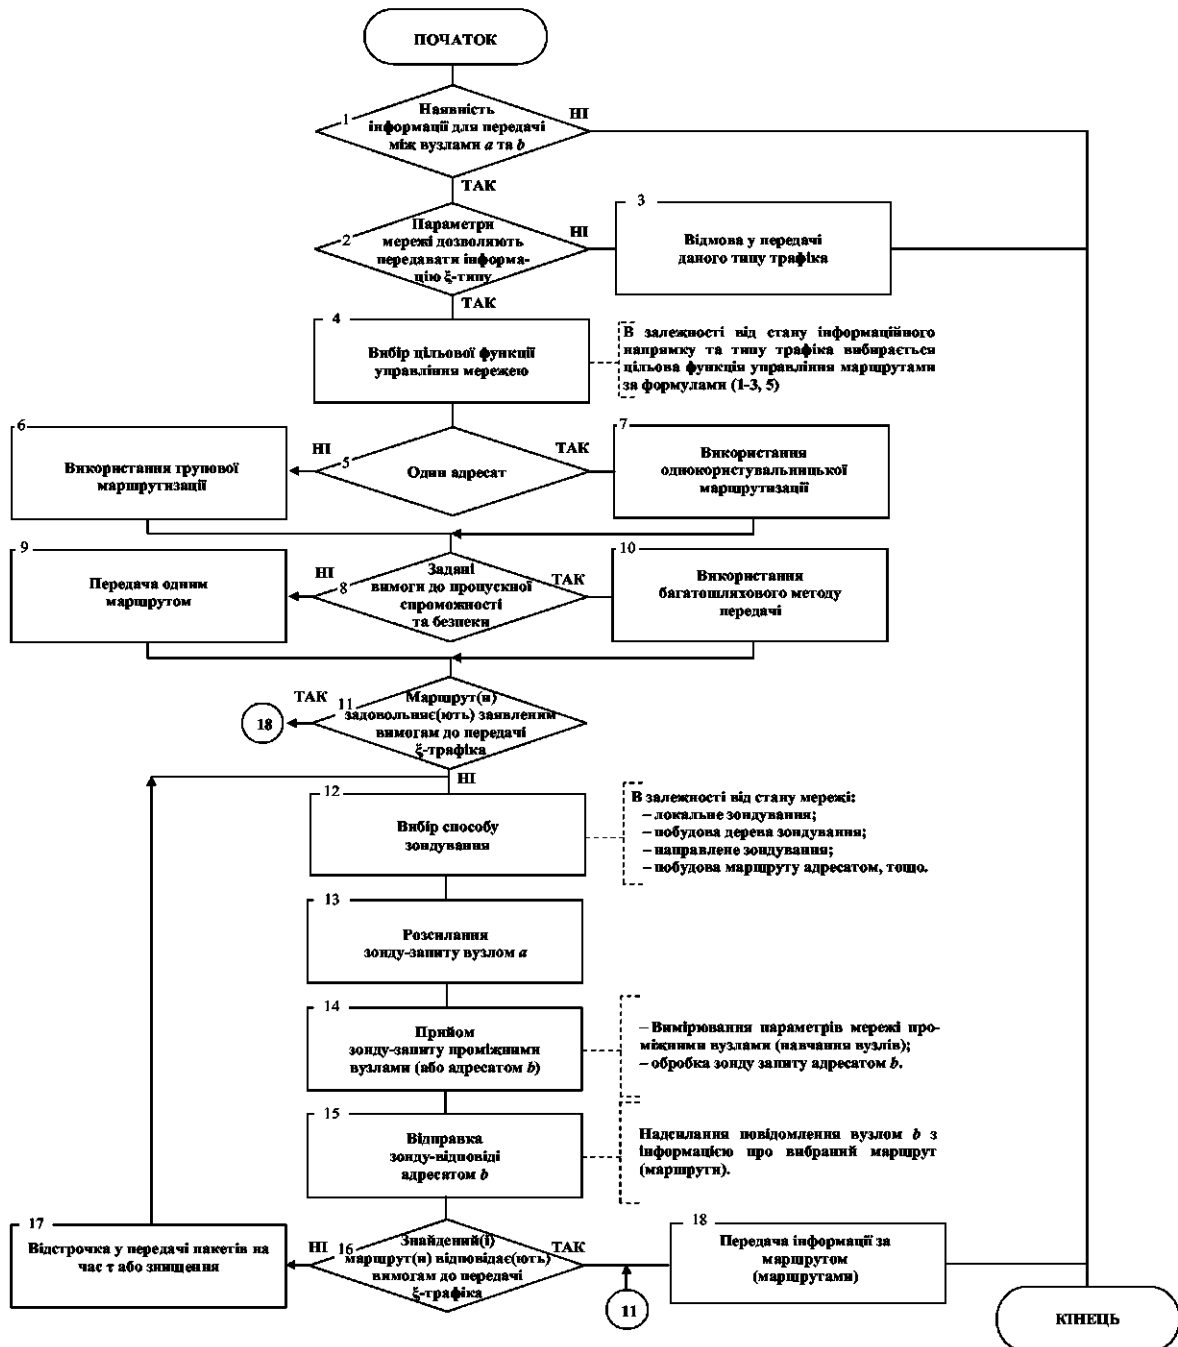 ПОЧАТОК
1
Наявність
інформації для передачі
між вузлами a та b
НІ
ТАК
2
Параметри
мережі дозволяють
передавати інформа-
цію ξ-типу
НІ
3
Відмова у передачі
даного типу трафіка
ТАК
4
Вибір цільової функції
управління мережею
В залежності від стану інформаційного
напрямку та типу трафіка вибирається
цільова функція управління маршрутами
за формулами (1-3, 5)
6
Використання групової
маршрутизації
НІ
5
Один адресат
ТАК
7
Використання
однокористувальницької
маршрутизації
9
Передача одним
маршрутом
НІ
8
Задані
вимоги до пропускної
спроможності
та безпеки
ТАК
10
Використання
багатошляхового методу
передачі
ТАК
18
11
Маршрут(и)
задовольняє(ють) заявленим
вимогам до передачі
ξ-трафіка
НІ
12
Вибір способу
зондування
В залежності від стану мережі:
– локальне зондування;
– побудова дерева зондування;
– направлене зондування;
– побудова маршруту адресатом, тощо.
13
Розсилання
зонду-запиту вузлом a
14
Прийом
зонду-запиту проміжними
вузлами (або адресатом b)
– Вимірювання параметрів мережі про-
міжними вузлами (навчання вузлів);
– обробка зонду запиту адресатом b.
15
Відправка
зонду-відповіді
адресатом b
Надсилання повідомлення вузлом b з
інформацією про вибраний маршрут
(маршрути).
17
Відстрочка у передачі пакетів на
час τ або знищення
НІ
16
Знайдений(і)
маршрут(и) відповідає(ють)
вимогам до передачі
ξ-трафіка
ТАК
11
18
Передача інформації за
маршрутом
(маршрутами)
КІНЕЦЬ